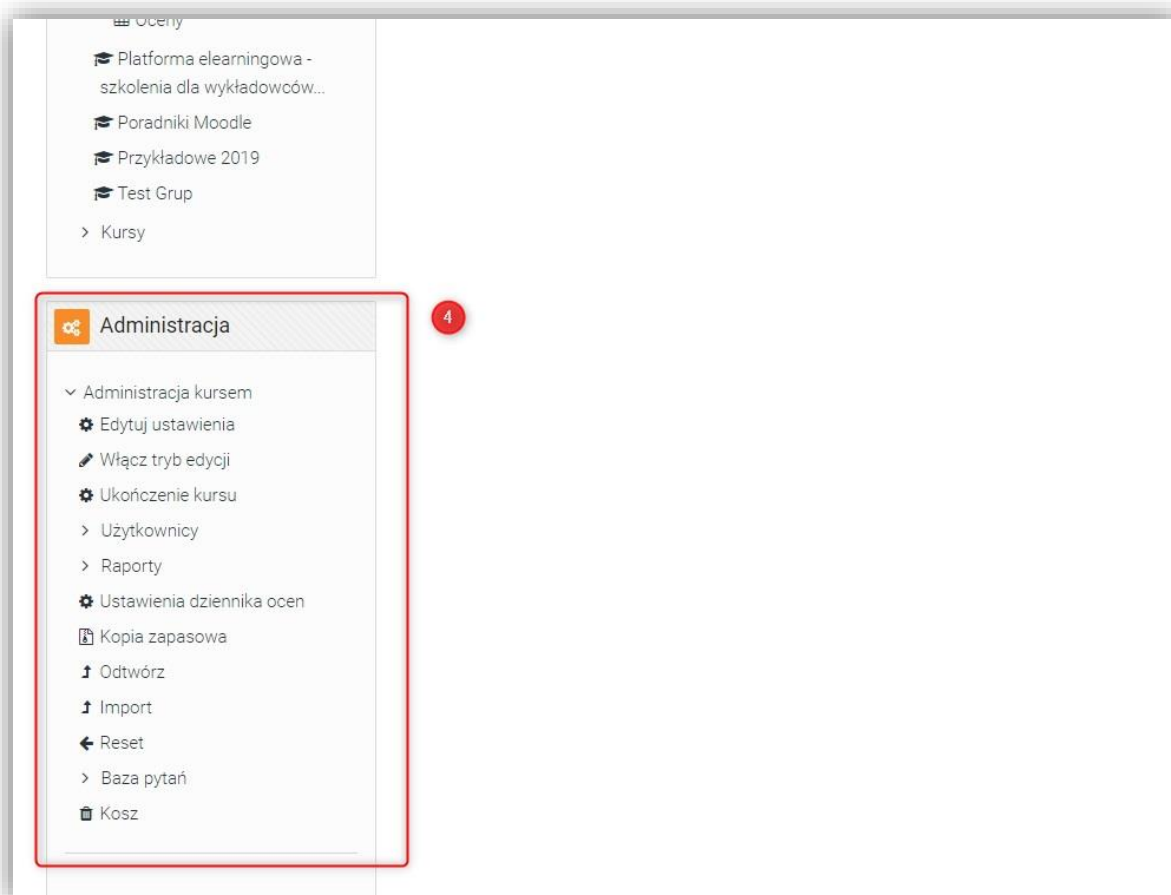 Oceny
Platforma elearningowa -
szkolenia dla wykładowców...
Poradniki Moodle
Przykładowe 2019
Test Grup
Kursy
Administracja
4
Administracja kursem
Edytuj ustawienia
Włącz tryb edycji
Ukończenie kursu
Użytkownicy
Raporty
Ustawienia dziennika ocen
Kopia zapasowa
Odtwórz
Import
Reset
Baza pytań
Kosz